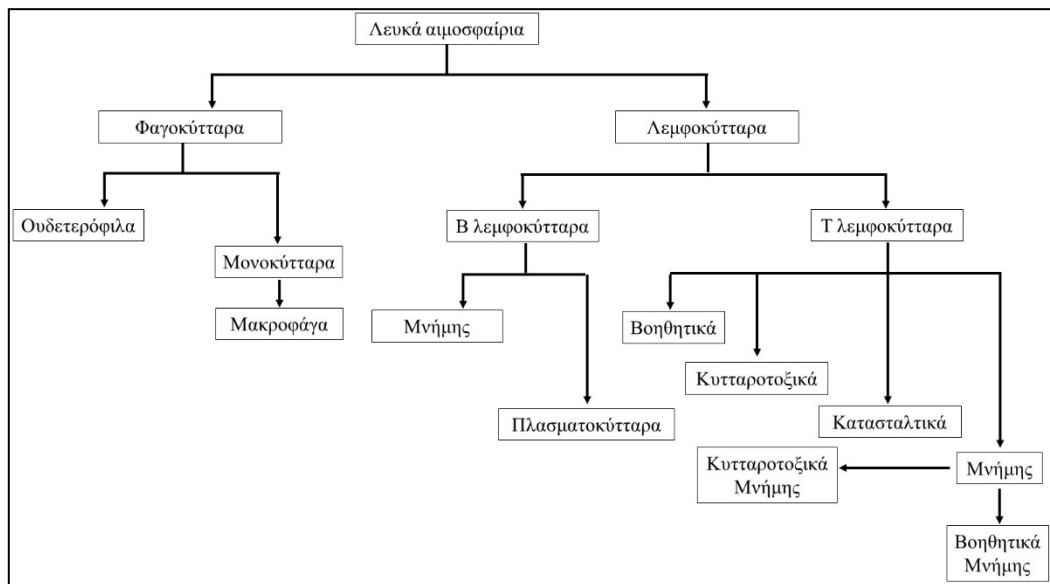 Λευκά αιμοσφαίρια
Φαγοκύτταρα
Λεμφοκύτταρα
Ουδετερόφιλα
Β λεμφοκύτταρα
Τ λεμφοκύτταρα
Μονοκύτταρα
Μακροφάγα
Μνήμης
Βοηθητικά
Κυτταροτοξικά
Πλασματοκύτταρα
Κατασταλτικά
Κυτταροτοξικά
Μνήμης
Μνήμης
Βοηθητικά
Μνήμης